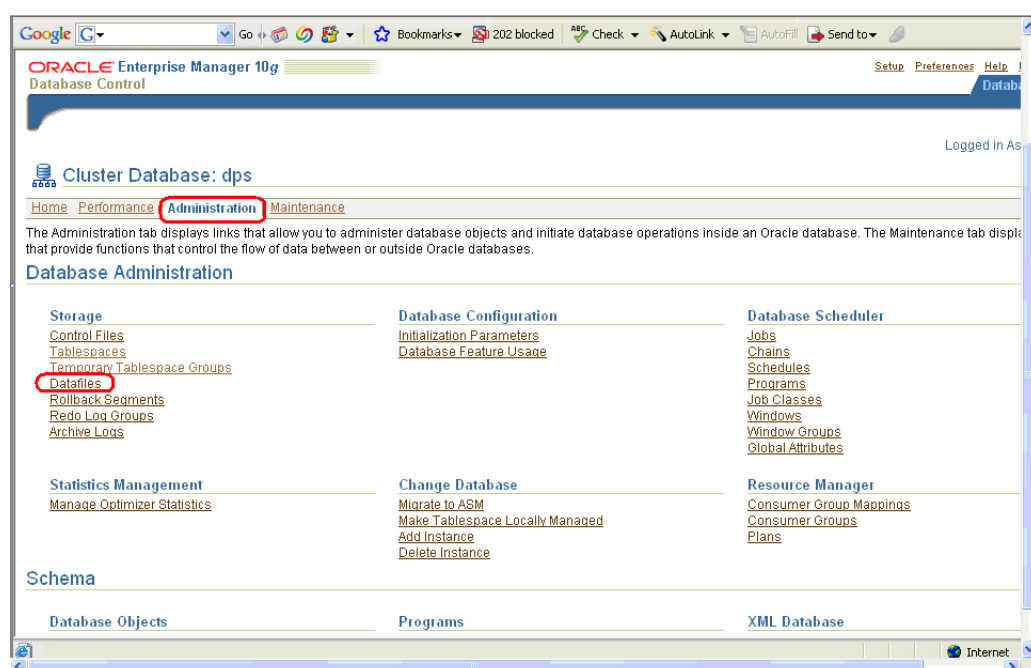 Google G Go Bookmarks 202 blocked ABC Check AutoLink AutoFill Send to
ORACLE Enterprise Manager 10g
Database Control
Setup Preferences Help
Databa
Logged in As
Cluster Database: dps
Home Performance Administration Maintenance
The Administration tab displays links that allow you to administer database objects and initiate database operations inside an Oracle database. The Maintenance tab displa
that provide functions that control the flow of data between or outside Oracle databases.
Database Administration
Storage
Control Files
Tablespaces
Temporary Tablespace Groups
Datafiles
Rollback Segments
Redo Log Groups
Archive Logs
Database Configuration
Initialization Parameters
Database Feature Usage
Database Scheduler
Jobs
Chains
Schedules
Programs
Job Classes
Windows
Window Groups
Global Attributes
Statistics Management
Manage Optimizer Statistics
Change Database
Migrate to ASM
Make Tablespace Locally Managed
Add Instance
Delete Instance
Resource Manager
Consumer Group Mappings
Consumer Groups
Plans
Schema
Database Objects
Programs
XML Database
Internet